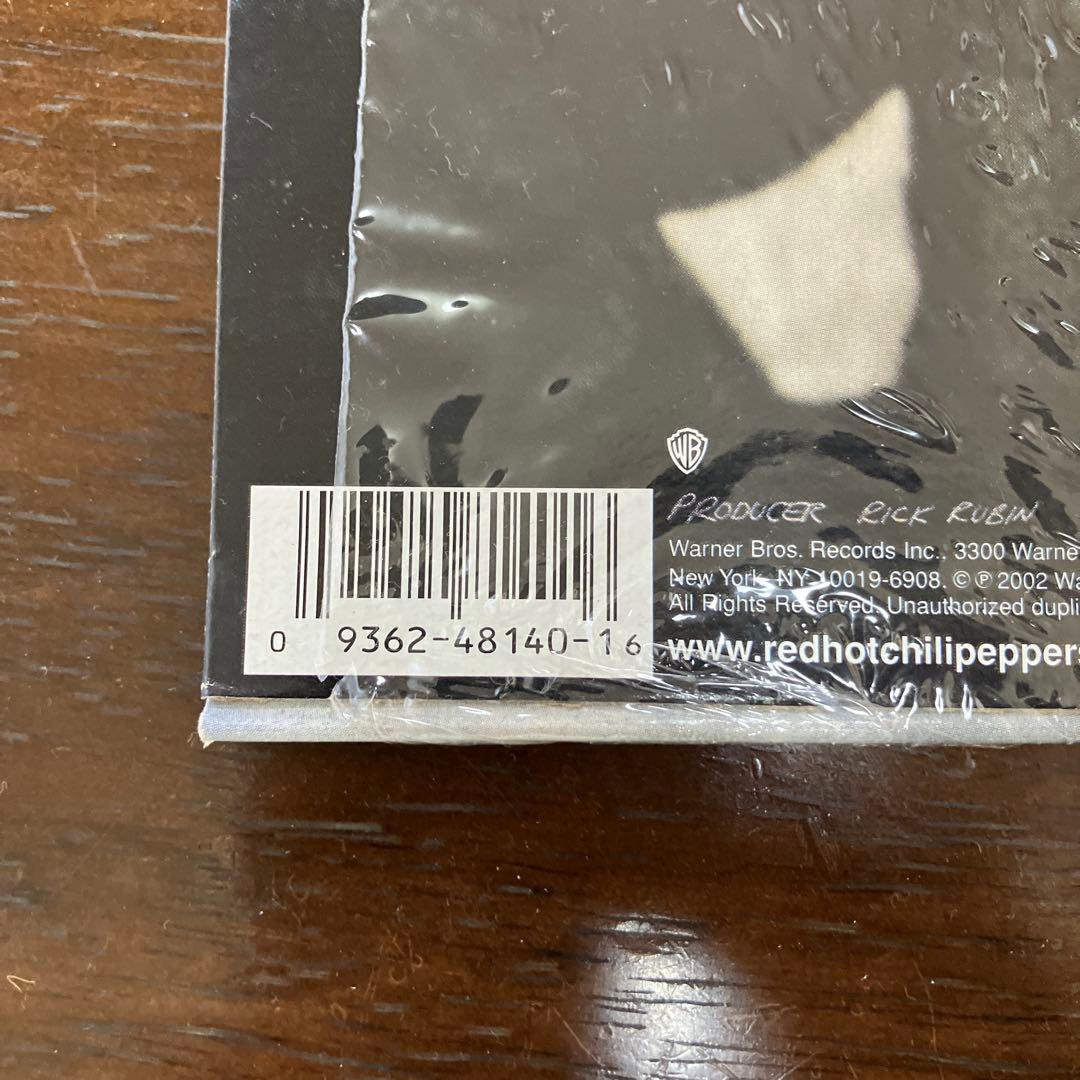 WB
PRODUCER RICK RUBIN
Warner Bros. Records Inc., 3300 Warne
New York, NY 10019-6908. © ℗ 2002 Wa
All Rights Reserved. Unauthorized dupli
www.redhotchilipeppers
0 9362-48140-1 6